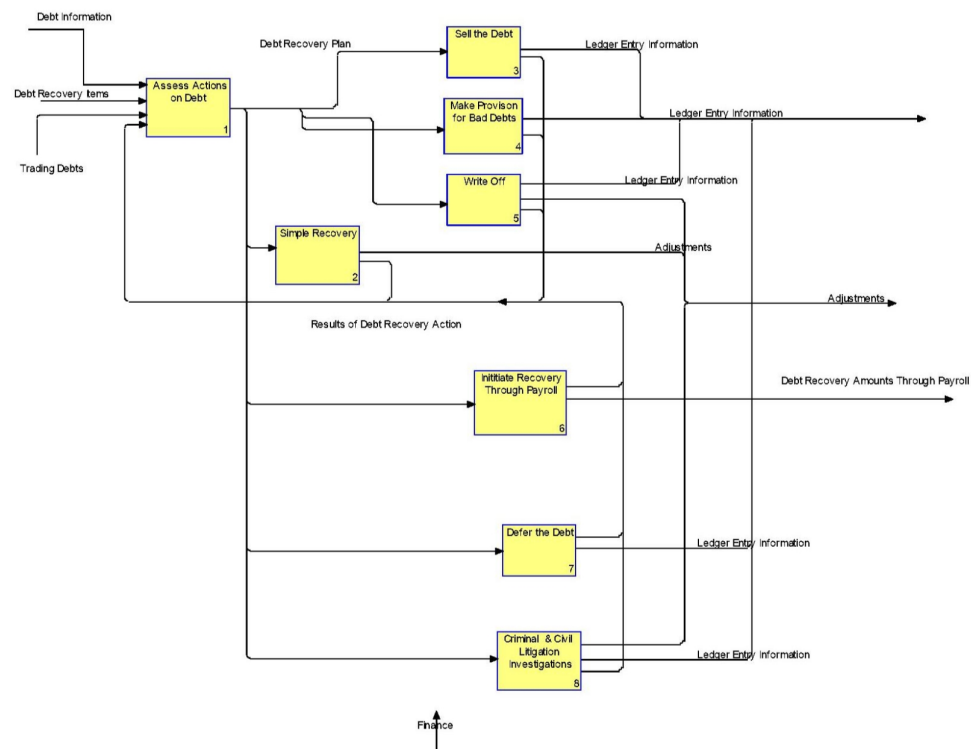 Debt Information
Debt Recovery Plan
Sell the Debt
3
Ledger Entry Information
Assess Actions
on Debt
1
Debt Recovery Items
Trading Debts
Make Provison
for Bad Debts
4
Ledger Entry Information
Write Off
5
Ledger Entry Information
Simple Recovery
2
Adjustments
Adjustments
Results of Debt Recovery Action
Inititiate Recovery
Through Payroll
6
Debt Recovery Amounts Through Payroll
Defer the Debt
7
Ledger Entry Information
Criminal & Civil
Litigation
Investigations
8
Ledger Entry Information
Finance